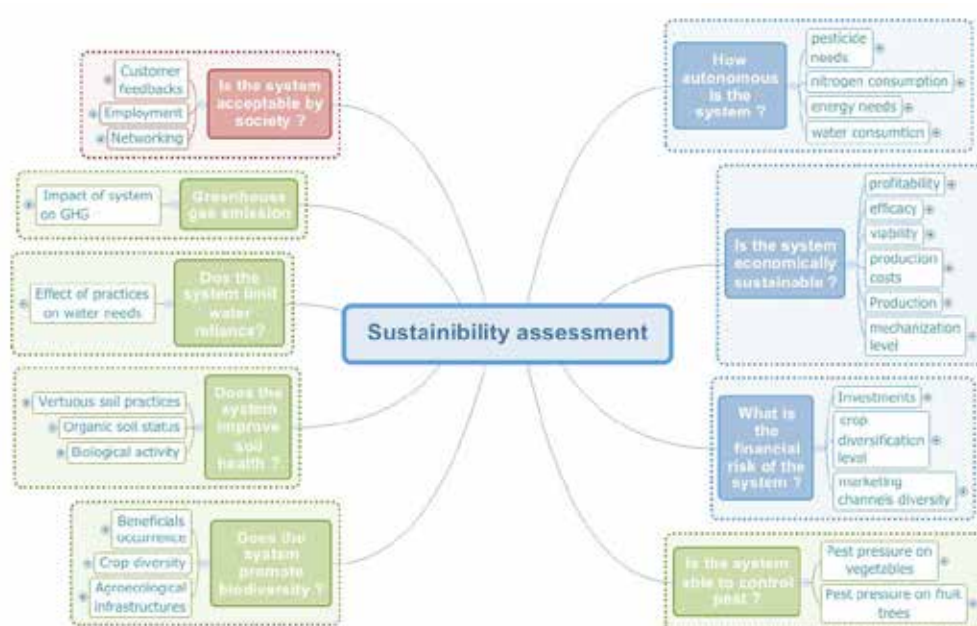 Customer
feedbacks
Employment
Networking
Is the system
acceptable by
society ?
Impact of system
on GHG
Greenhouse
gas emission
Effect of practices
on water needs
Dos the
system limit
water
reliance?
Vertuous soil practices
Organic soil status
Biological activity
Does the
system
improve
soil
health ?
Beneficials
occurrence
Crop diversity
Agroecological
infrastructures
Does the
system
promote
biodiversity ?
Sustainibility assessment
How
autonomous
is the
system ?
pesticide
needs
nitrogen consumption
energy needs
water consumtion
Is the system
economically
sustainable ?
profitability
efficacy
viability
production
costs
Production
mechanization
level
What is
the
financial
risk of the
system ?
Investments
crop
diversification
level
marketing
channels diversity
Is the system
able to control
pest ?
Pest pressure on
vegetables
Pest pressure on fruit
trees